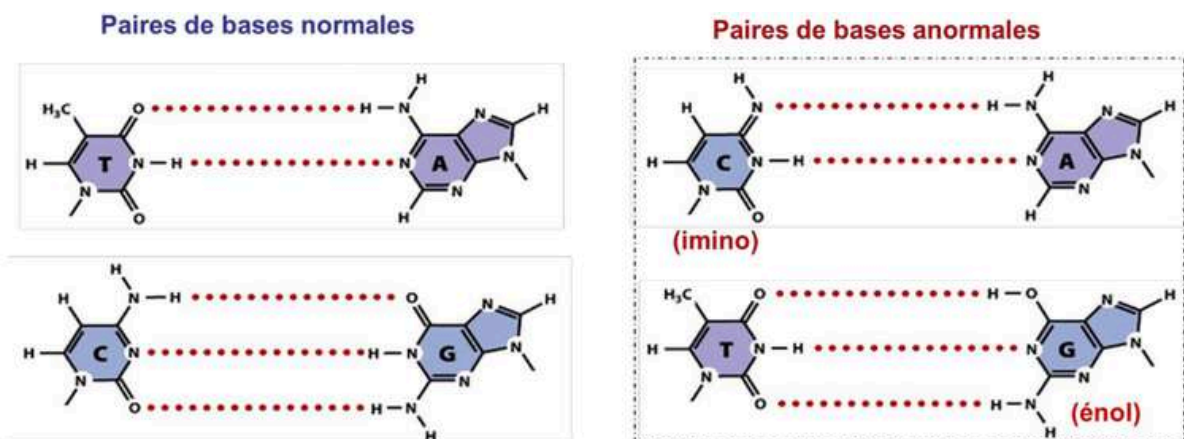 Paires de bases normales
Paires de bases anormales
H₃C O H N H N H
H T N H N A N
N O H N
H H N H N H N H
H C N H N A N
N O H N
(imino)
H H N H O N H
H C N H N G N
N O H N N H
H₃C O H O N H
H T N H N G N
N O H N N H
(énol)